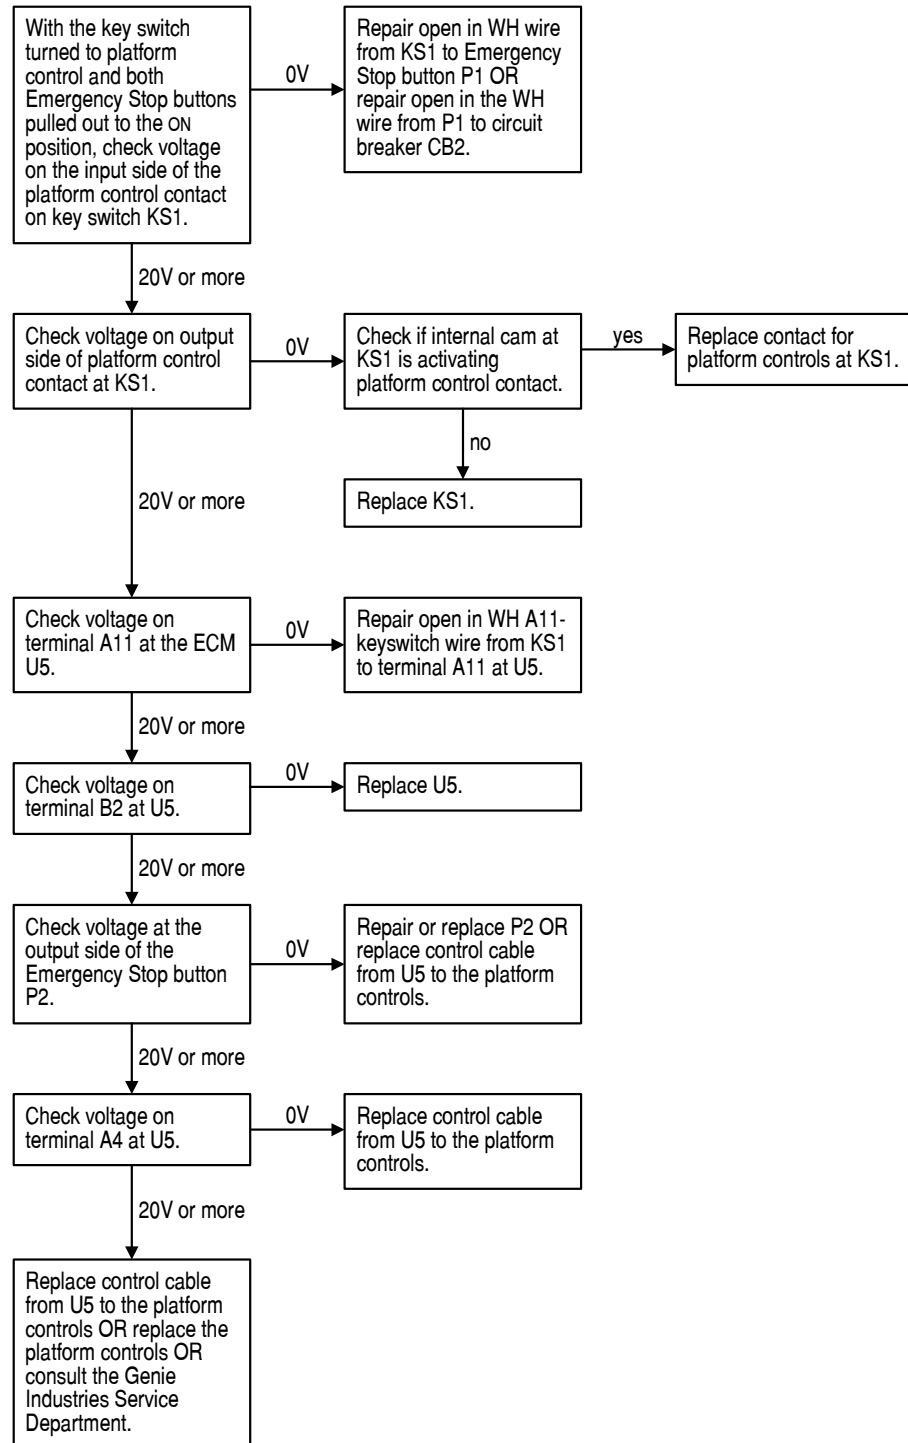 With the key switch
turned to platform
control and both
Emergency Stop buttons
pulled out to the ON
position, check voltage
on the input side of the
platform control contact
on key switch KS1.
0V
Repair open in WH wire
from KS1 to Emergency
Stop button P1 OR
repair open in the WH
wire from P1 to circuit
breaker CB2.
20V or more
Check voltage on output
side of platform control
contact at KS1.
0V
Check if internal cam at
KS1 is activating
platform control contact.
yes
Replace contact for
platform controls at KS1.
no
Replace KS1.
20V or more
Check voltage on
terminal A11 at the ECM
U5.
0V
Repair open in WH A11-
keyswitch wire from KS1
to terminal A11 at U5.
20V or more
Check voltage on
terminal B2 at U5.
0V
Replace U5.
20V or more
Check voltage at the
output side of the
Emergency Stop button
P2.
0V
Repair or replace P2 OR
replace control cable
from U5 to the platform
controls.
20V or more
Check voltage on
terminal A4 at U5.
0V
Replace control cable
from U5 to the platform
controls.
20V or more
Replace control cable
from U5 to the platform
controls OR replace the
platform controls OR
consult the Genie
Industries Service
Department.